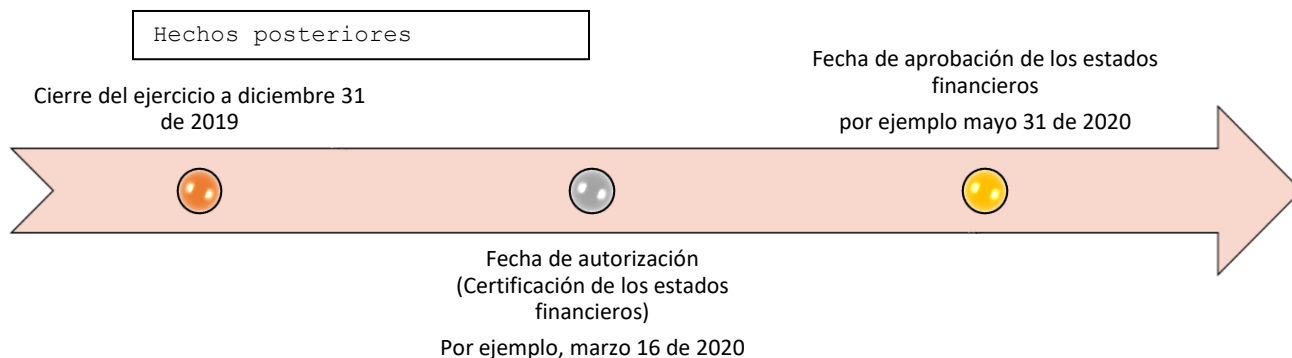 Hechos posteriores
Cierre del ejercicio a diciembre 31
de 2019
Fecha de autorización
(Certificación de los estados
financieros)
Por ejemplo, marzo 16 de 2020
Fecha de aprobación de los estados
financieros
por ejemplo mayo 31 de 2020